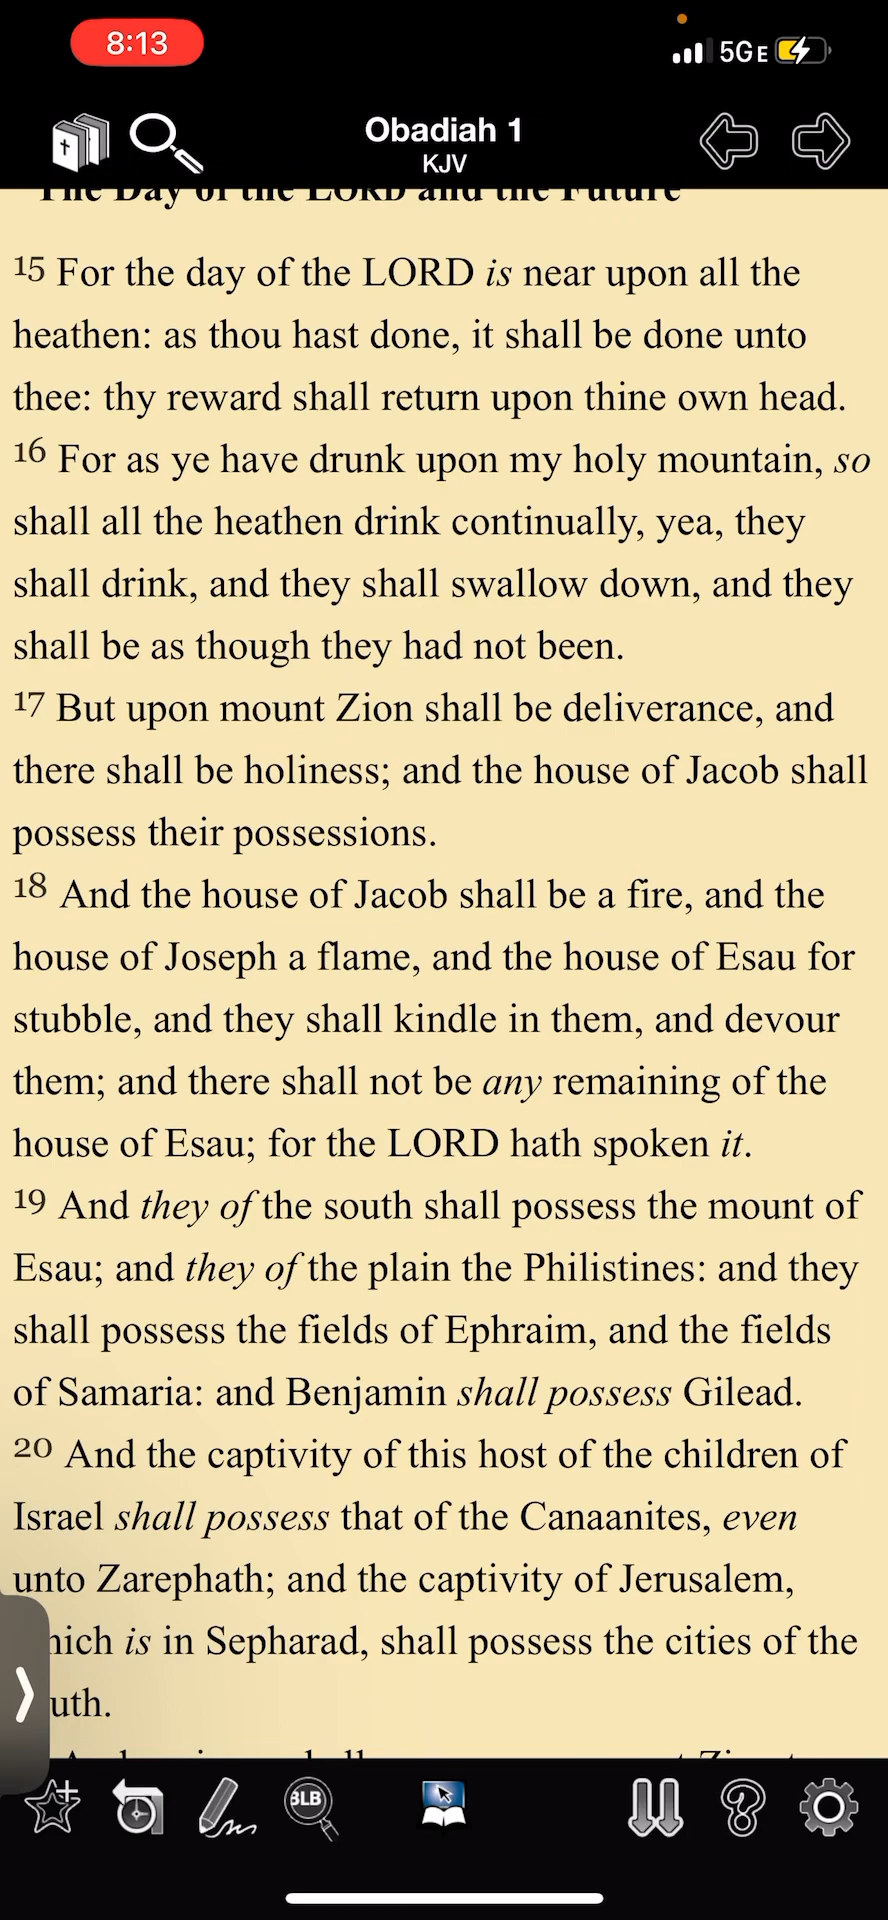 8:13
5GE
Obadiah 1
KJV
The Day of the LORD and the Future
15 For the day of the LORD is near upon all the
heathen: as thou hast done, it shall be done unto
thee: thy reward shall return upon thine own head.
16 For as ye have drunk upon my holy mountain, so
shall all the heathen drink continually, yea, they
shall drink, and they shall swallow down, and they
shall be as though they had not been.
17 But upon mount Zion shall be deliverance, and
there shall be holiness; and the house of Jacob shall
possess their possessions.
18 And the house of Jacob shall be a fire, and the
house of Joseph a flame, and the house of Esau for
stubble, and they shall kindle in them, and devour
them; and there shall not be any remaining of the
house of Esau; for the LORD hath spoken it.
19 And they of the south shall possess the mount of
Esau; and they of the plain the Philistines: and they
shall possess the fields of Ephraim, and the fields
of Samaria: and Benjamin shall possess Gilead.
20 And the captivity of this host of the children of
Israel shall possess that of the Canaanites, even
unto Zarephath; and the captivity of Jerusalem,
hich is in Sepharad, shall possess the cities of the
uth.
BLB